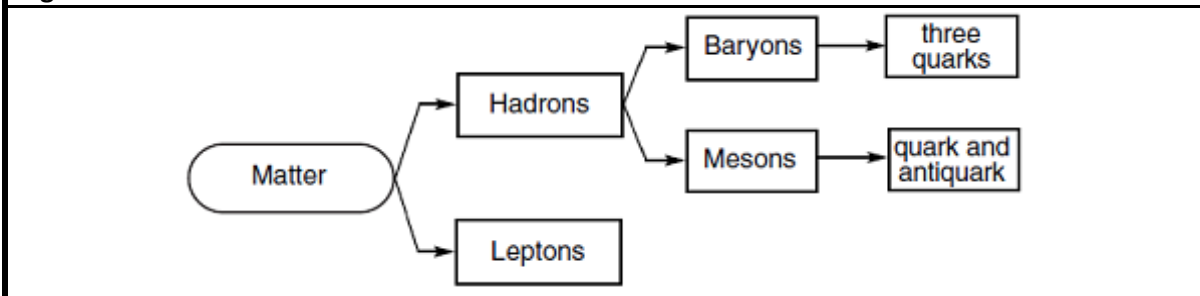 Baryons
three
quarks
Hadrons
Mesons
quark and
antiquark
Matter
Leptons